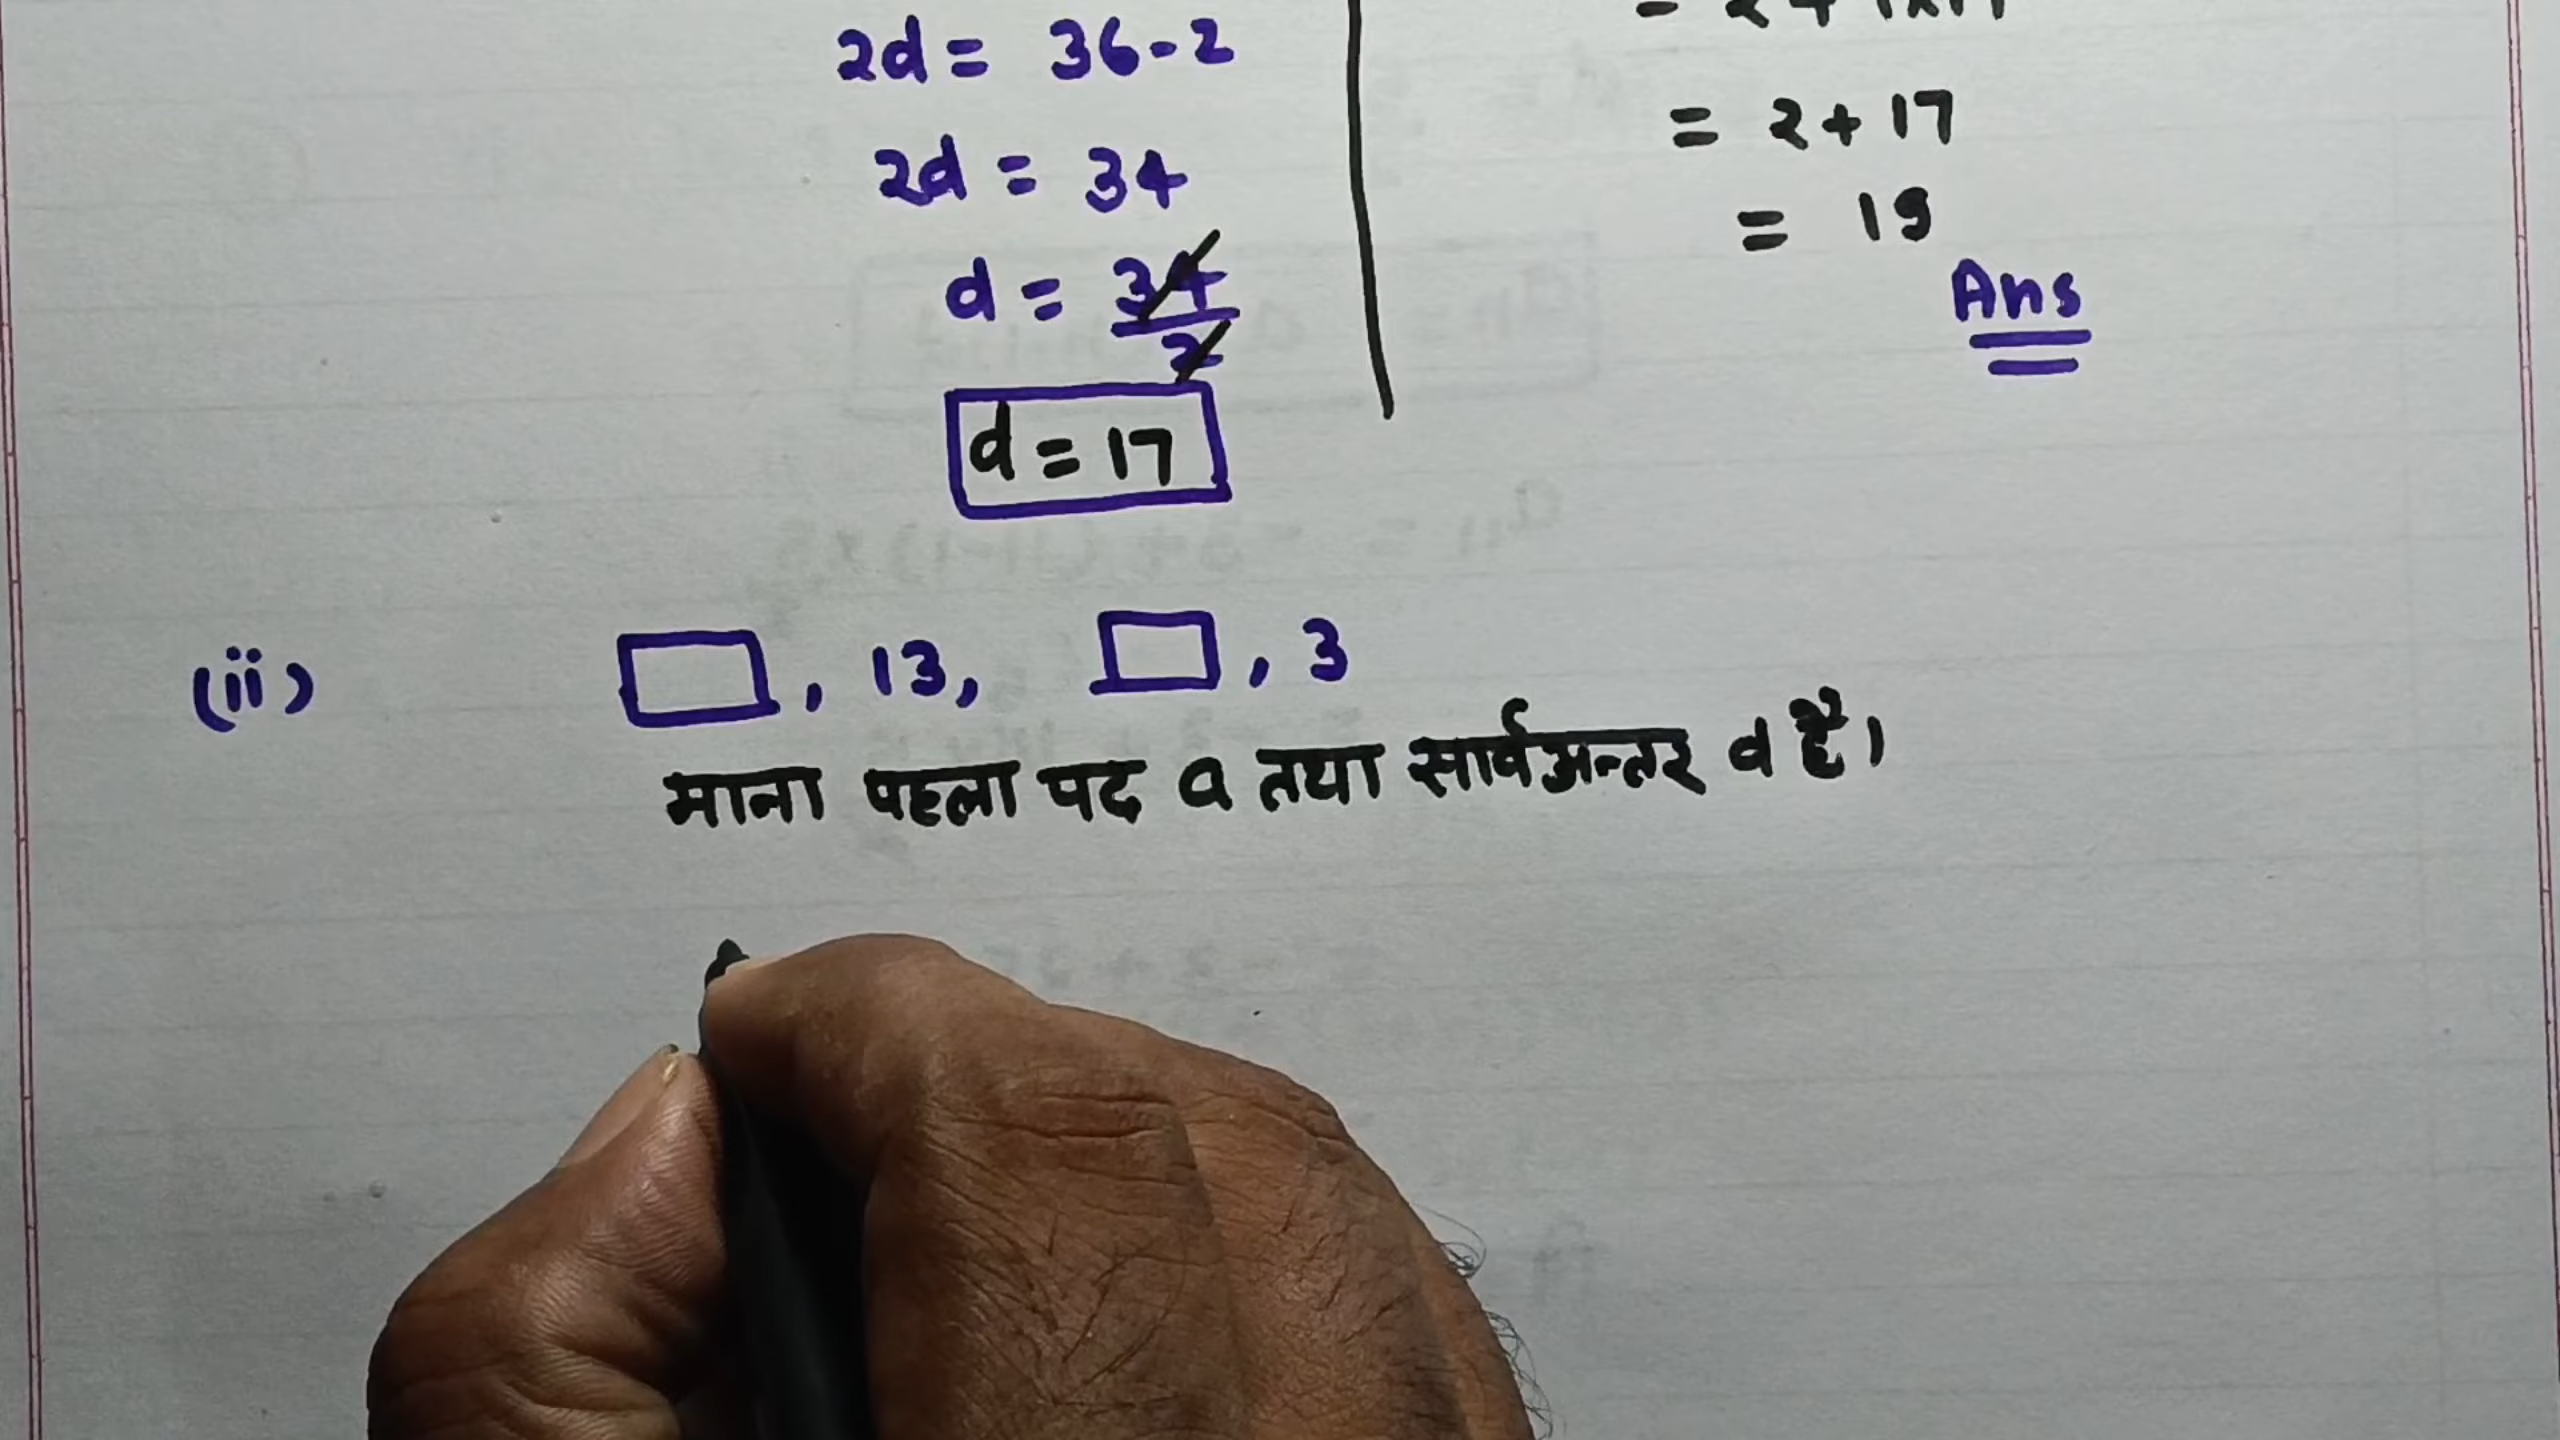 2d = 36-2
2d = 34
d = 34/2
d = 17
= 2+17
= 19
Ans
(ii) , 13, , 3
माना पहला पद a तथा सार्वअन्तर d है।